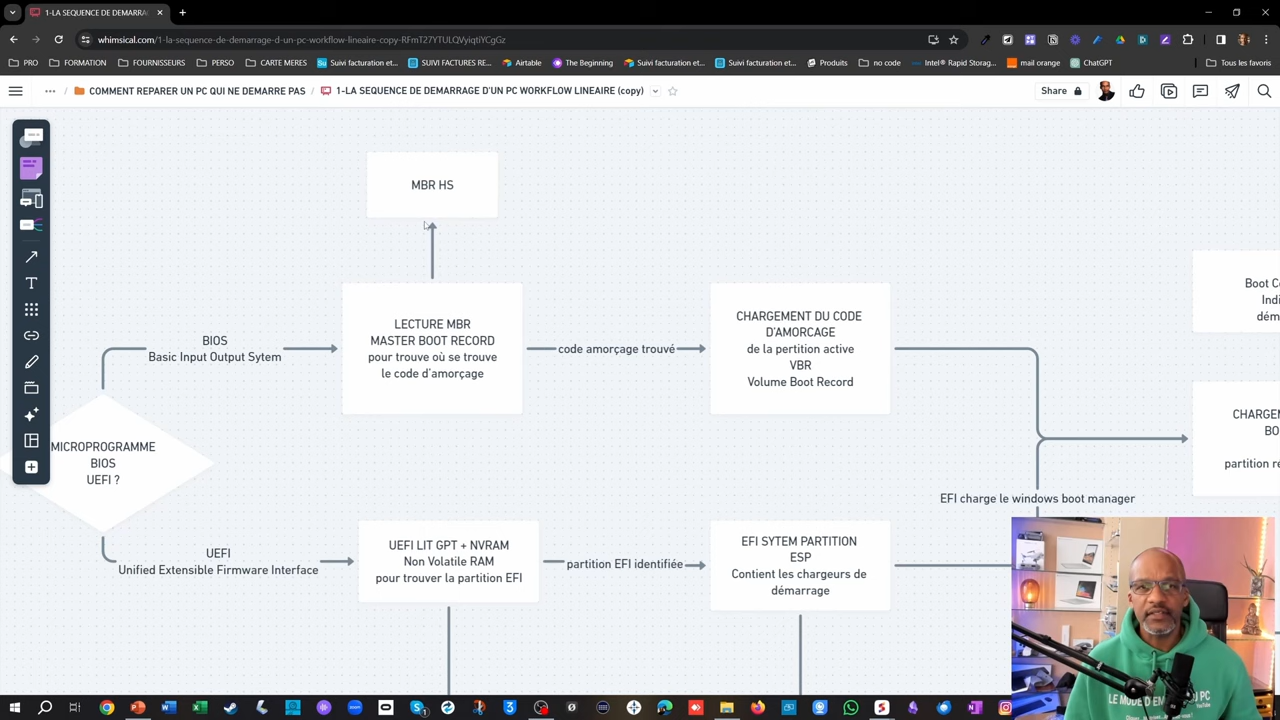 1-LA SEQUENCE DE DEMARRA
whimsical.com/1-la-sequence-de-demarrage-d-un-pc-workflow-lineaire-copy-RFmT27YTULQVyiqtiYCgGz
PRO
FORMATION
FOURNISSEURS
PERSO
CARTE MERES
Suivi facturation et...
SUIVI FACTURES RE...
Airtable
The Beginning
Suivi facturation et...
Suivi facturation et...
Produits
no code
Intel® Rapid Storage...
mail orange
ChatGPT
Tous les favoris
COMMENT REPARER UN PC QUI NE DEMARRE PAS
/
1-LA SEQUENCE DE DEMARRAGE D'UN PC WORKFLOW LINEAIRE (copy)
Share
MBR HS
LECTURE MBR
MASTER BOOT RECORD
pour trouve où se trouve
le code d'amorçage
BIOS
Basic Input Output Sytem
code amorçage trouvé
CHARGEMENT DU CODE
D'AMORCAGE
de la partition active
VBR
Volume Boot Record
Boot Co
Indi
dém
CHARGEM
BO
partition re
MICROPROGRAMME
BIOS
UEFI ?
EFI charge le windows boot manager
UEFI
Unified Extensible Firmware Interface
UEFI LIT GPT + NVRAM
Non Volatile RAM
pour trouver la partition EFI
partition EFI identifiée
EFI SYTEM PARTITION
ESP
Contient les chargeurs de
démarrage
LE MODE D'EM
DU PC